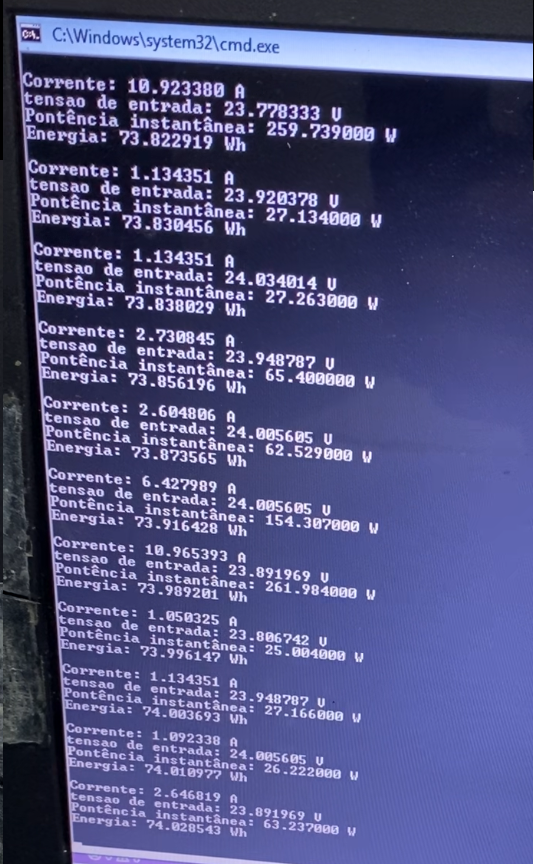 C:\Windows\system32\cmd.exe
Corrente: 10.923380 A
tensao de entrada: 23.778333 V
Pontência instantânea: 259.739000 W
Energia: 73.822919 Wh
Corrente: 1.134351 A
tensao de entrada: 23.920378 V
Pontência instantânea: 27.134000 W
Energia: 73.830456 Wh
Corrente: 1.134351 A
tensao de entrada: 24.034014 V
Pontência instantânea: 27.263000 W
Energia: 73.838029 Wh
Corrente: 2.730845 A
tensao de entrada: 23.948787 V
Pontência instantânea: 65.400000 W
Energia: 73.856196 Wh
Corrente: 2.604806 A
tensao de entrada: 24.005605 V
Pontência instantânea: 62.529000 W
Energia: 73.873565 Wh
Corrente: 6.427989 A
tensao de entrada: 24.005605 V
Pontência instantânea: 154.307000 W
Energia: 73.916428 Wh
Corrente: 10.965393 A
tensao de entrada: 23.891969 V
Pontência instantânea: 261.984000 W
Energia: 73.989201 Wh
Corrente: 1.050325 A
tensao de entrada: 23.806742 V
Pontência instantânea: 25.004000 W
Energia: 73.996147 Wh
Corrente: 1.134351 A
tensao de entrada: 23.948787 V
Pontência instantânea: 27.166000 W
Energia: 74.003693 Wh
Corrente: 1.092338 A
tensao de entrada: 24.005605 V
Pontência instantânea: 26.222000 W
Energia: 74.010977 Wh
Corrente: 2.646819 A
tensao de entrada: 23.891969 V
Pontência instantânea: 63.237000 W
Energia: 74.028543 Wh